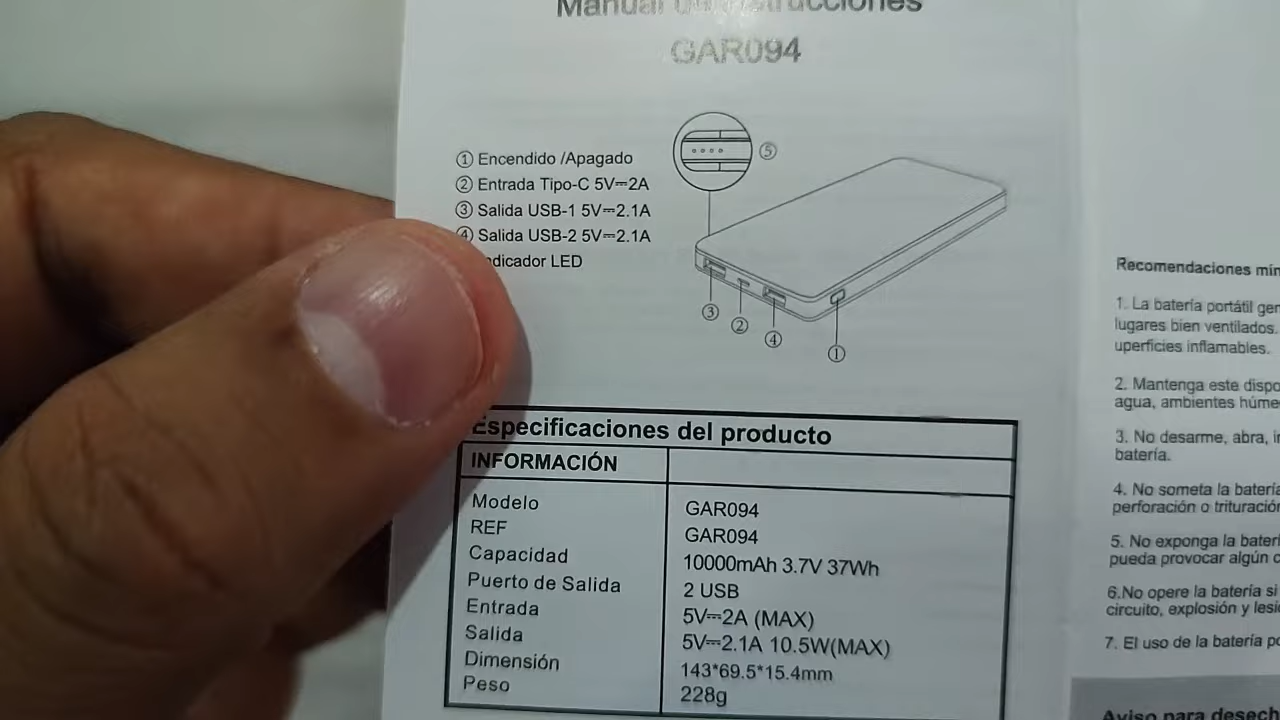 Manual de instrucciones
GAR094
① Encendido /Apagado
② Entrada Tipo-C 5V⎓2A
③ Salida USB-1 5V⎓2.1A
④ Salida USB-2 5V⎓2.1A
dicador LED
⑤
③
②
④
①
Especificaciones del producto
INFORMACIÓN
Modelo GAR094
REF GAR094
Capacidad 10000mAh 3.7V 37Wh
Puerto de Salida 2 USB
Entrada 5V⎓2A (MAX)
Salida 5V⎓2.1A 10.5W(MAX)
Dimensión 143*69.5*15.4mm
Peso 228g
Recomendaciones mín
1. La batería portátil gen
lugares bien ventilados.
uperficies inflamables.
2. Mantenga este dispo
agua, ambientes húme
3. No desarme, abra, in
batería.
4. No someta la batería
perforación o trituración
5. No exponga la baterí
pueda provocar algún c
6.No opere la batería si
circuito, explosión y lesi
7. El uso de la batería po
Aviso para desech